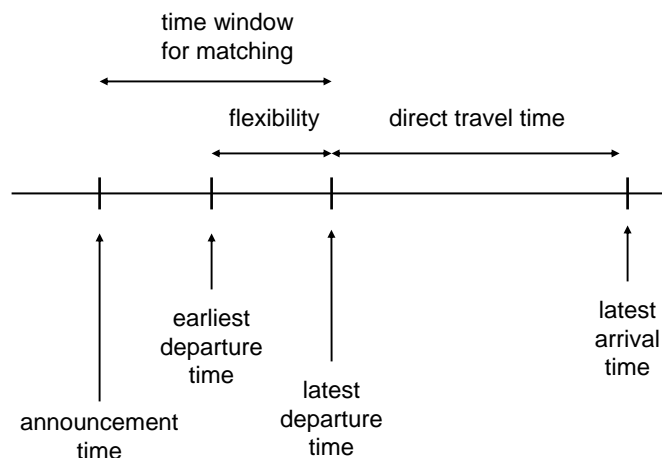 time window
for matching
flexibility
direct travel time
earliest
departure
time
latest
arrival
time
latest
departure
time
announcement
time